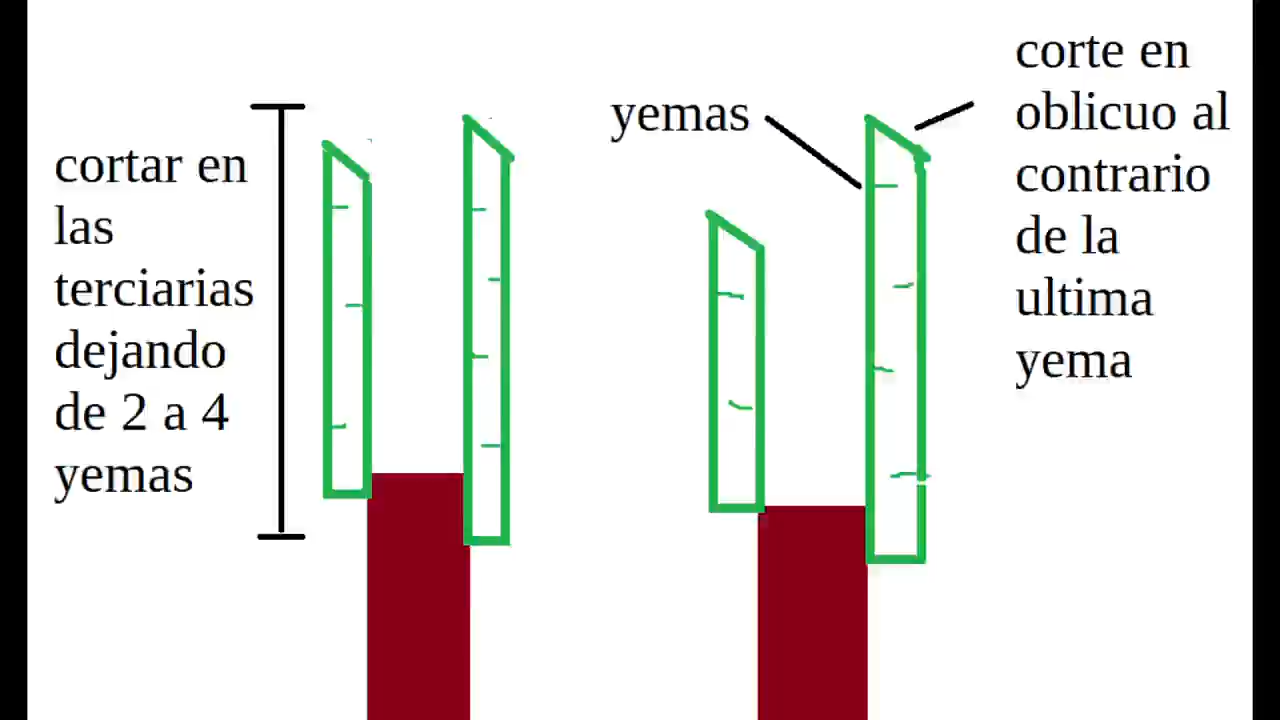 cortar en
las
terciarias
dejando
de 2 a 4
yemas
yemas
corte en
oblicuo al
contrario
de la
ultima
yema